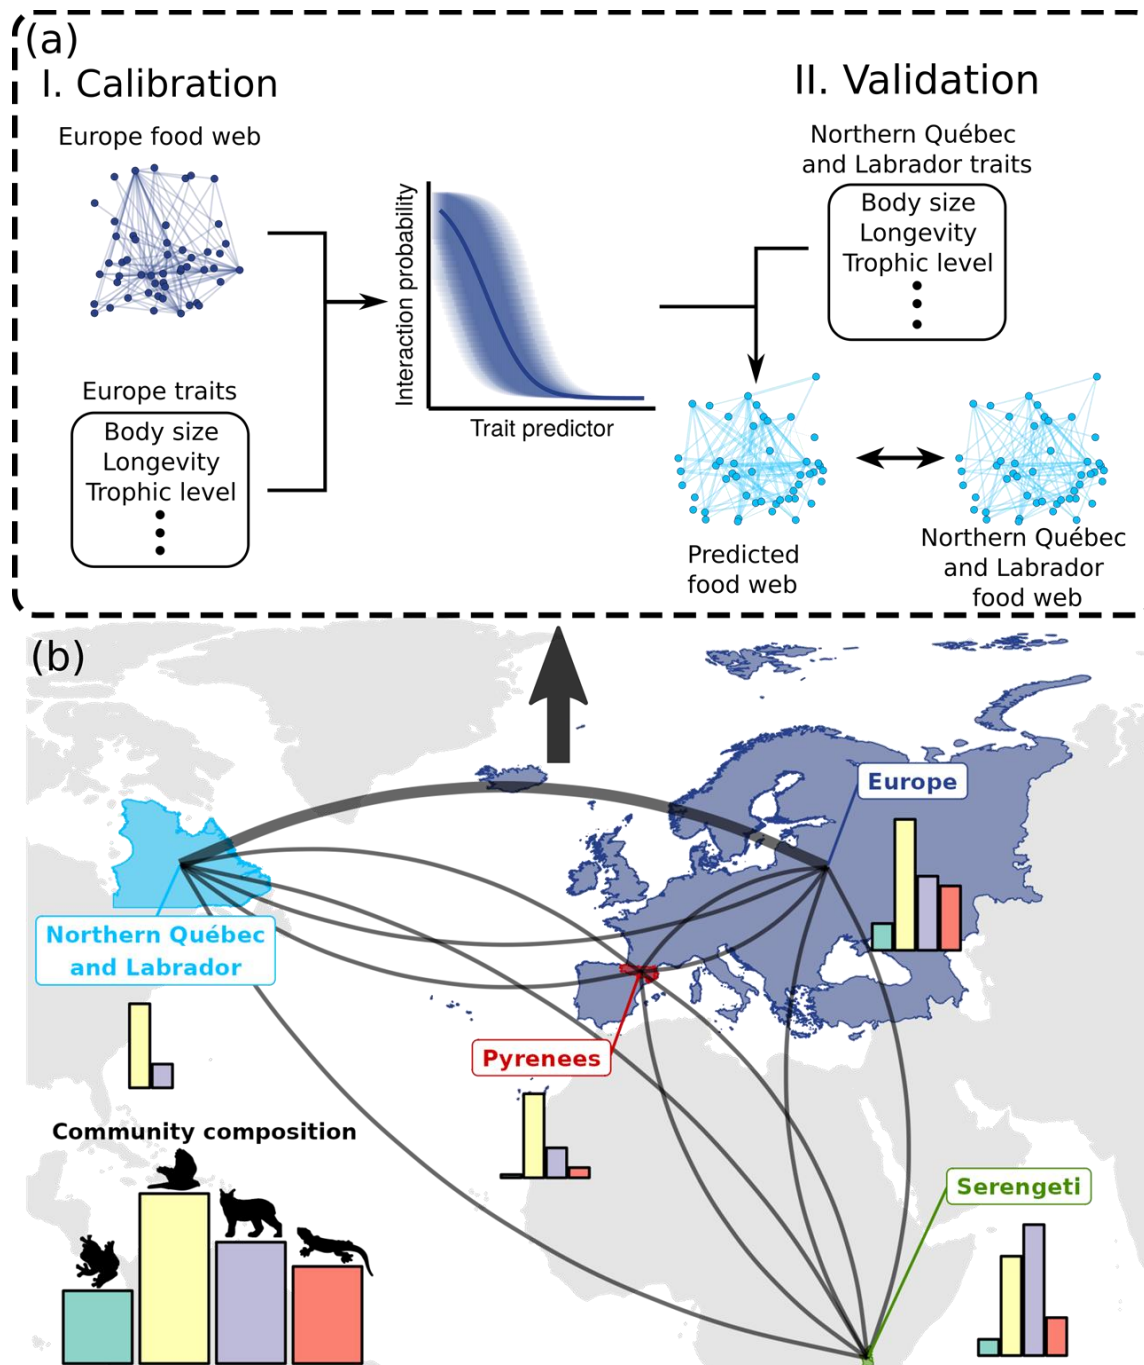 (a)
I. Calibration
Europe food web
Europe traits
Body size
Longevity
Trophic level
Interaction probability
Trait predictor
II. Validation
Northern Québec
and Labrador traits
Body size
Longevity
Trophic level
Predicted
food web
Northern Québec
and Labrador
food web
(b)
Europe
Northern Québec
and Labrador
Pyrenees
Community composition
Serengeti